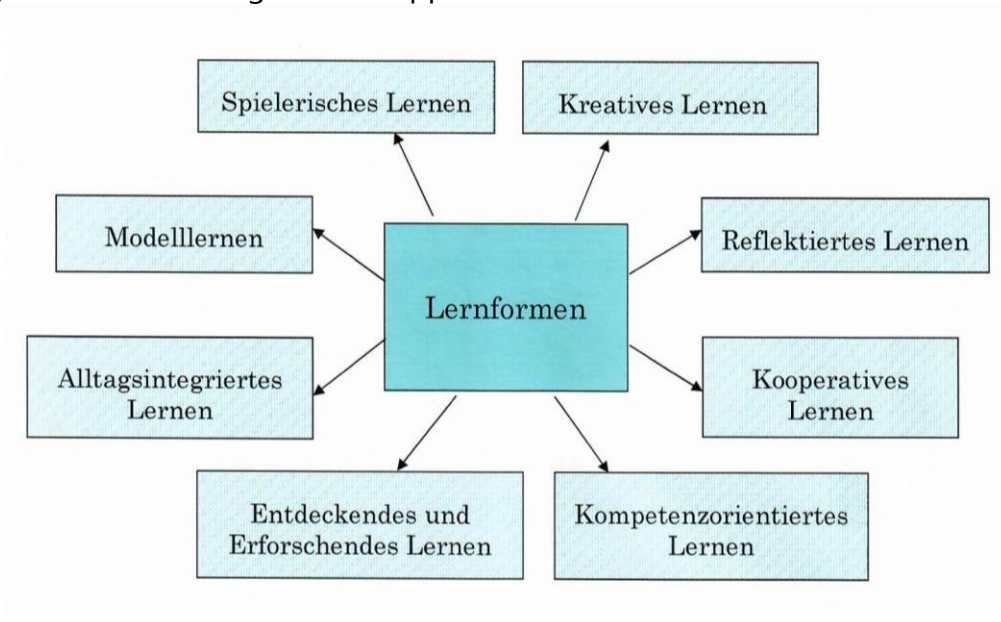 Spielerisches Lernen
Kreatives Lernen
Modelllernen
Reflektiertes Lernen
Lernformen
Alltagsintegriertes
Lernen
Kooperatives
Lernen
Entdeckendes und
Erforschendes Lernen
Kompetenzorientiertes
Lernen